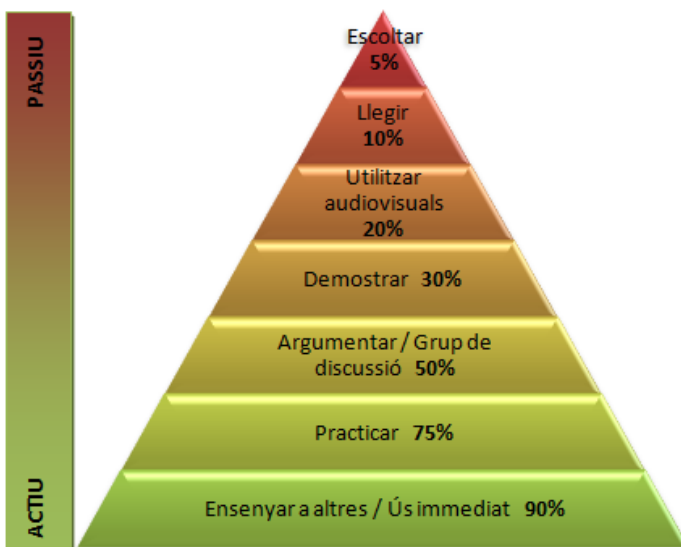 PASSIU
Escoltar
5%
Llegir
10%
Utilitzar
audiovisuals
20%
Demostrar 30%
Argumentar / Grup de
discussió 50%
Practicar 75%
ACTIU
Ensenyar a altres / Ús immediat 90%